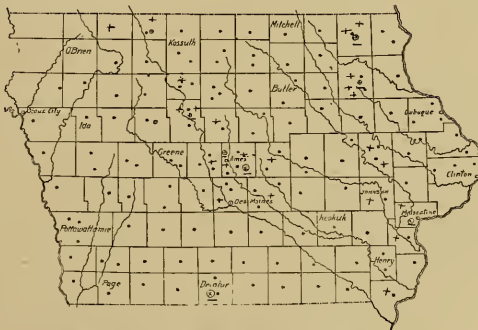 Mitchell
Kossuth
O'Brien
Butler
Sioux City
Dubuque
Ida
Greene
Ames
Clinton
Johnson
Des Moines
Muscatine
Keokuk
Pottawattamie
Henry
Page
Decatur